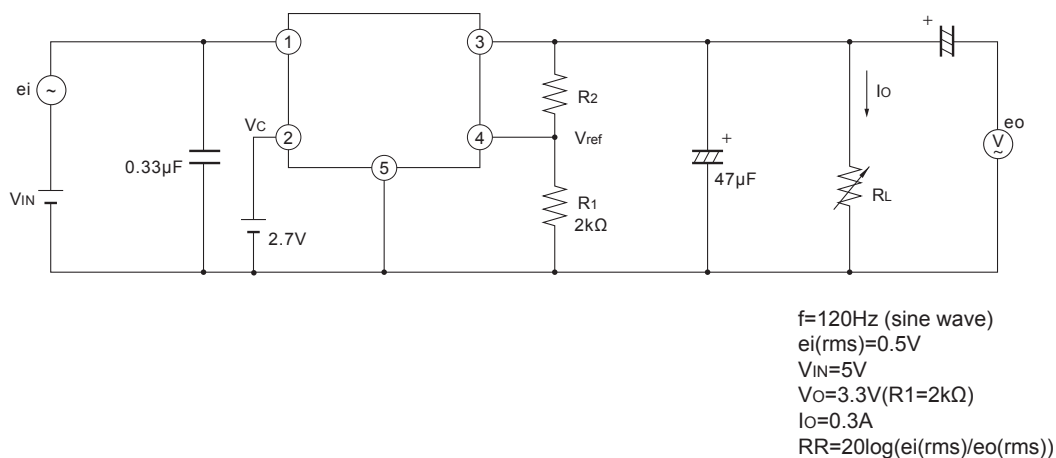 +
1
3
ei
~
R2
IO
VC
2
4
Vref
eo
V
~
+
0.33µF
5
47µF
RL
VIN
R1
2kΩ
2.7V
f=120Hz (sine wave)
ei(rms)=0.5V
VIN=5V
VO=3.3V(R1=2kΩ)
IO=0.3A
RR=20log(ei(rms)/eo(rms))